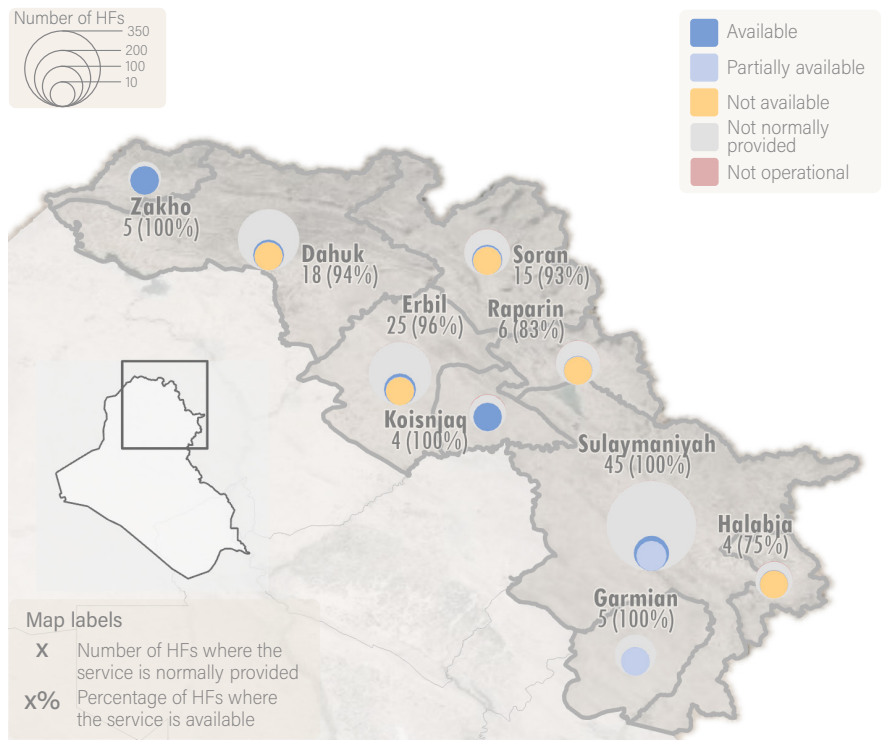 Number of HFs
350
200
100
10
Available
Partially available
Not available
Not normally
provided
Not operational
Zakho
5 (100%)
Dahuk
18 (94%)
Soran
15 (93%)
Erbil
25 (96%)
Raparin
6 (83%)
Koisnjaq
4 (100%)
Sulaymaniyah
45 (100%)
Halabja
4 (75%)
Garmian
5 (100%)
Map labels
x Number of HFs where the
service is normally provided
x% Percentage of HFs where
the service is available